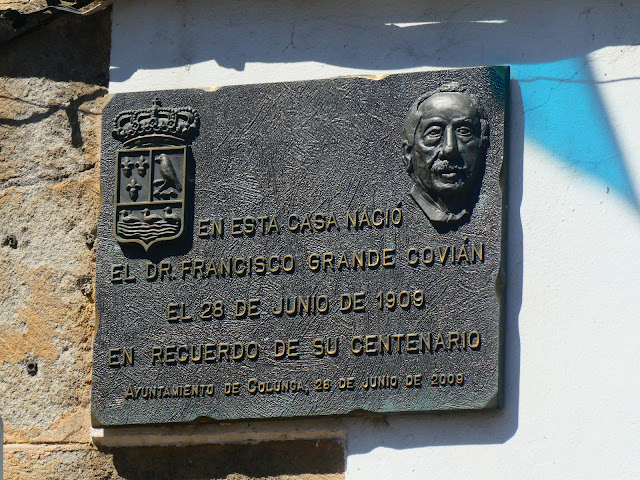 EN ESTA CASA NACIÓ
EL DR. FRANCISCO GRANDE COVIÁN
EL 28 DE JUNIO DE 1909
EN RECUERDO DE SU CENTENARIO
AYUNTAMIENTO DE COLUNGA, 28 DE JUNIO DE 2009